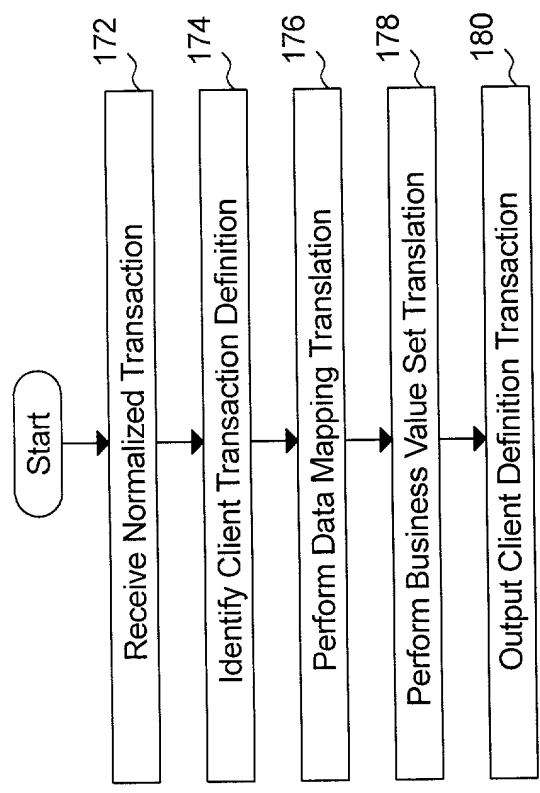 Start
Receive Normalized Transaction
172
Identify Client Transaction Definition
174
Perform Data Mapping Translation
176
Perform Business Value Set Translation
178
Output Client Definition Transaction
180